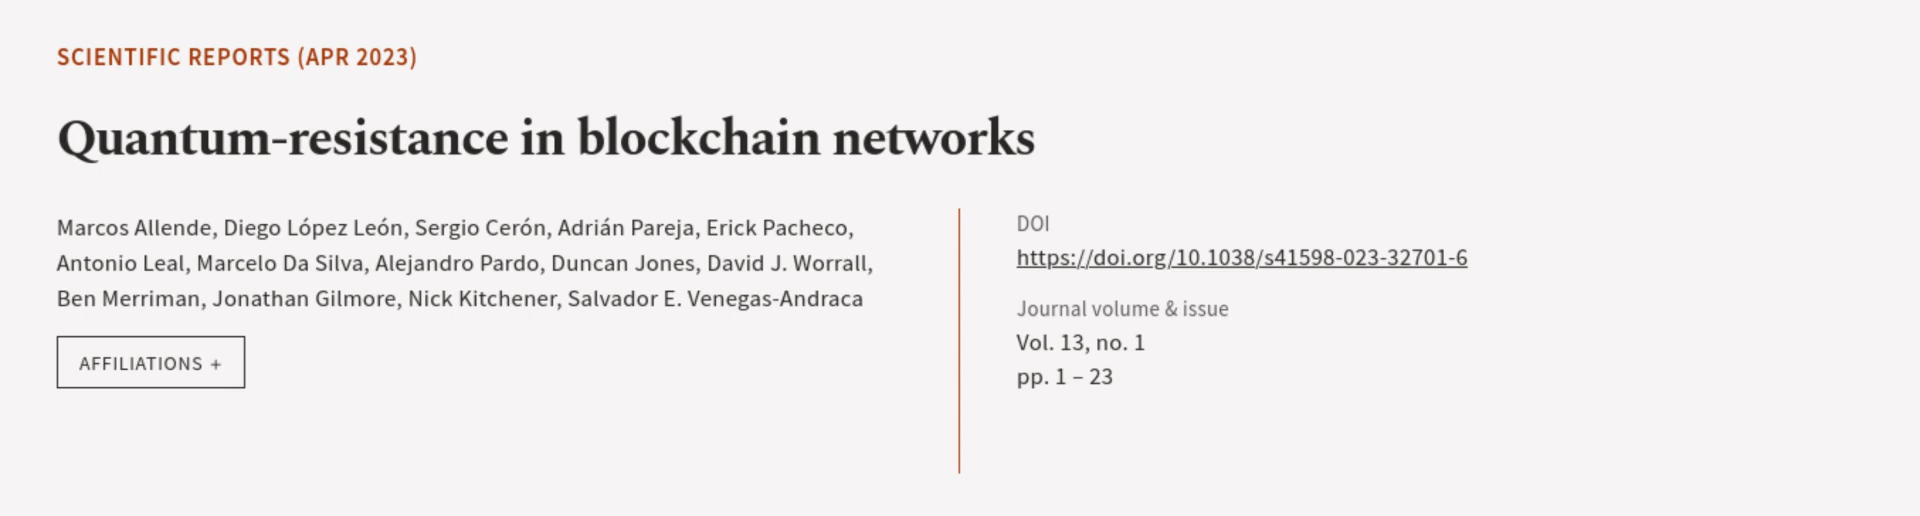 SCIENTIFIC REPORTS (APR 2023)
Quantum-resistance in blockchain networks
Marcos Allende, Diego López León, Sergio Cerón, Adrián Pareja, Erick Pacheco,
Antonio Leal, Marcelo Da Silva, Alejandro Pardo, Duncan Jones, David J. Worrall,
Ben Merriman, Jonathan Gilmore, Nick Kitchener, Salvador E. Venegas-Andraca
AFFILIATIONS +
DOI
https://doi.org/10.1038/s41598-023-32701-6
Journal volume & issue
Vol. 13, no. 1
pp. 1 – 23